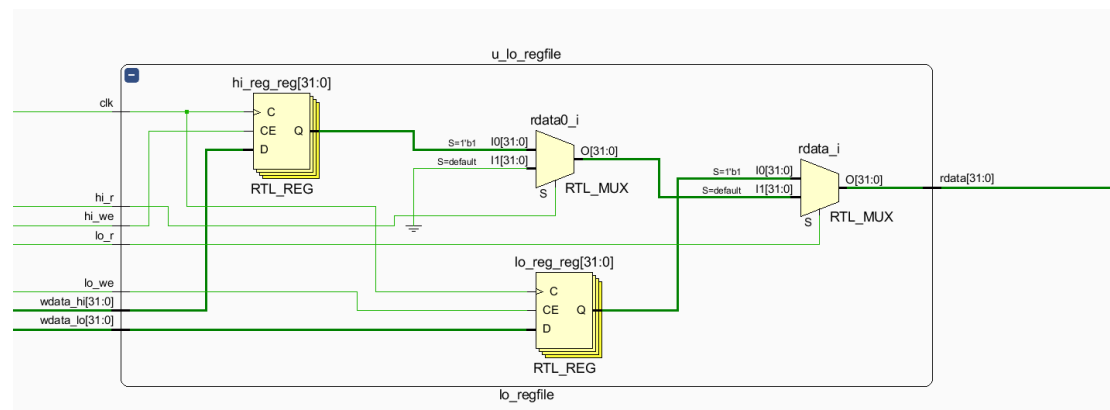 u_lo_regfile
hi_reg_reg[31:0]
clk
C
CE
Q
D
RTL_REG
rdata0_i
S=1'b1
I0[31:0]
S=default
I1[31:0]
O[31:0]
S
RTL_MUX
rdata_i
S=1'b1
I0[31:0]
S=default
I1[31:0]
O[31:0]
S
RTL_MUX
rdata[31:0]
hi_r
hi_we
lo_r
lo_we
wdata_hi[31:0]
wdata_lo[31:0]
lo_reg_reg[31:0]
C
CE
Q
D
RTL_REG
lo_regfile